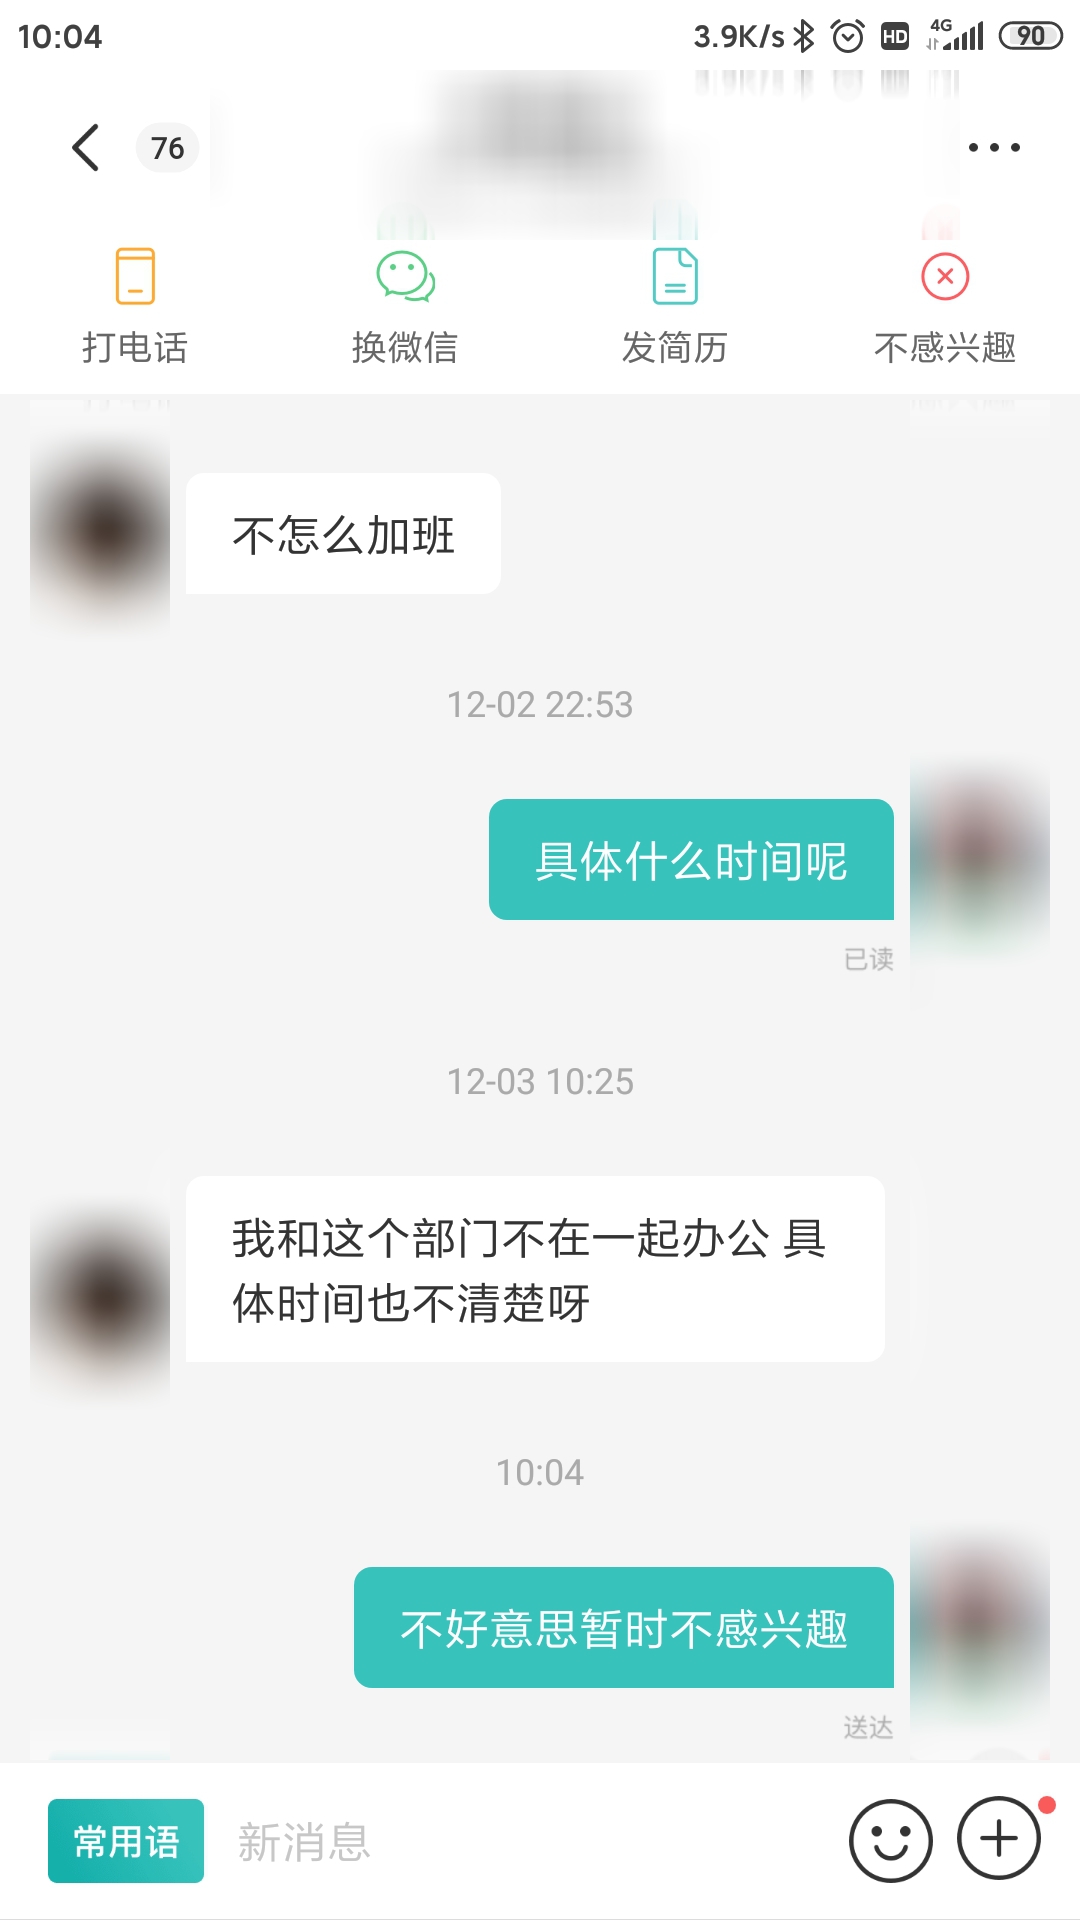 10:04
3.9K/s HD 4G 90
76
打电话
换微信
发简历
不感兴趣
不怎么加班
12-02 22:53
具体什么时间呢
已读
12-03 10:25
我和这个部门不在一起办公 具
体时间也不清楚呀
10:04
不好意思暂时不感兴趣
送达
常用语
新消息